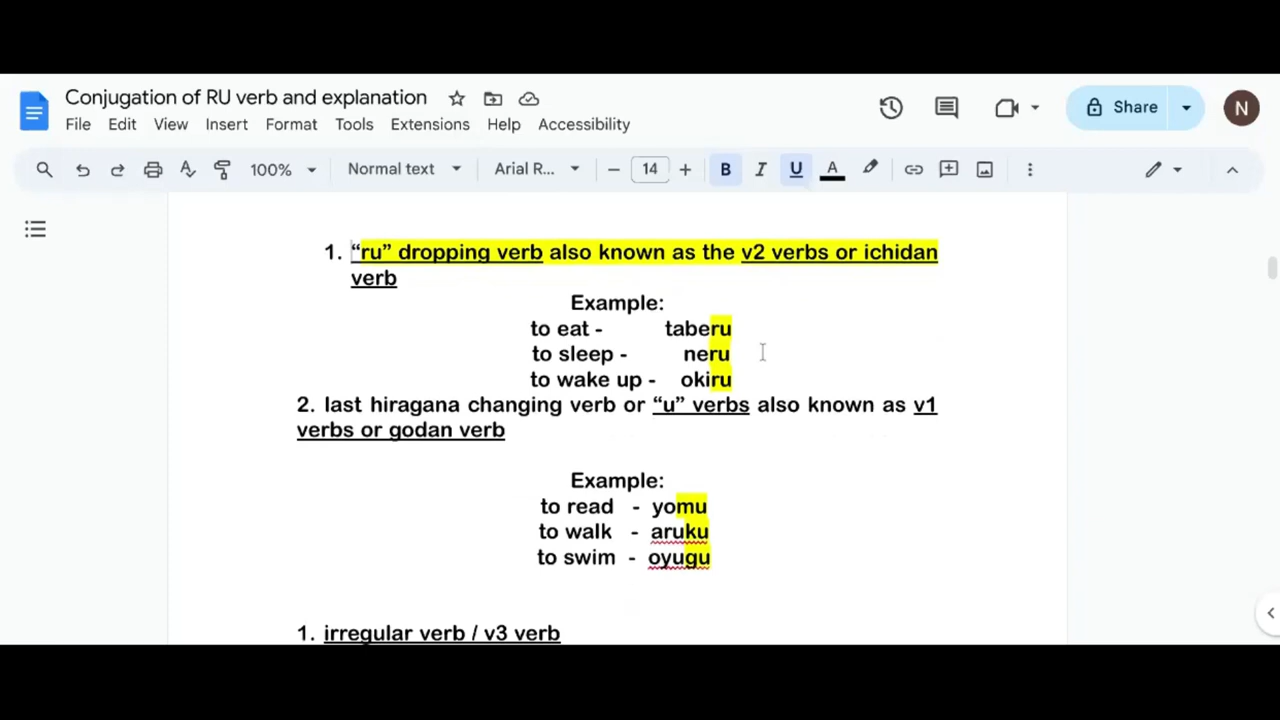 Conjugation of RU verb and explanation
File Edit View Insert Format Tools Extensions Help Accessibility
Share
N
100% Normal text Arial R... 14 B I U A
1. “ru” dropping verb also known as the v2 verbs or ichidan
verb
Example:
to eat - taberu
to sleep - neru
to wake up - okiru
2. last hiragana changing verb or “u” verbs also known as v1
verbs or godan verb
Example:
to read - yomu
to walk - aruku
to swim - oyugu
1. irregular verb / v3 verb